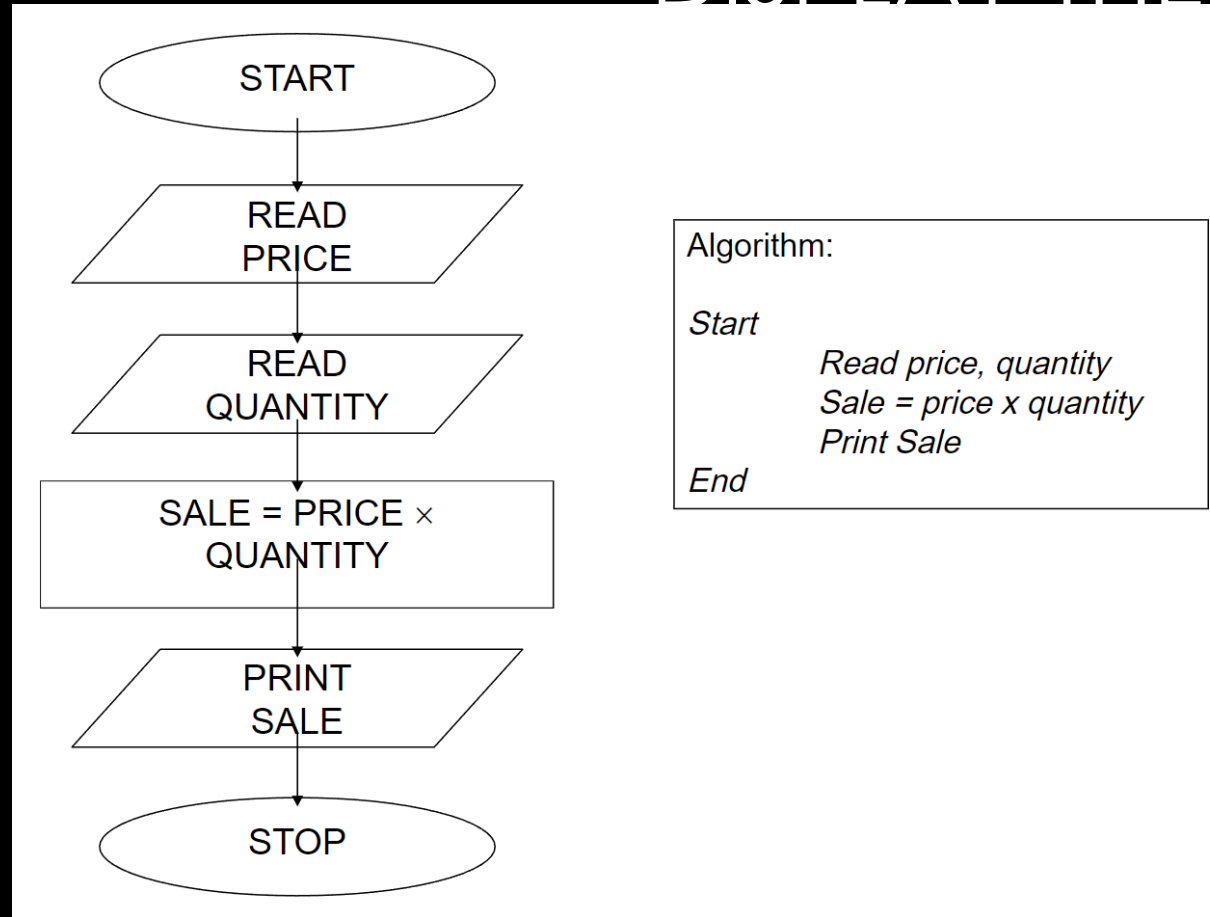 START
READ
PRICE
READ
QUANTITY
SALE = PRICE ×
QUANTITY
PRINT
SALE
STOP
Algorithm:
Start
Read price, quantity
Sale = price x quantity
Print Sale
End